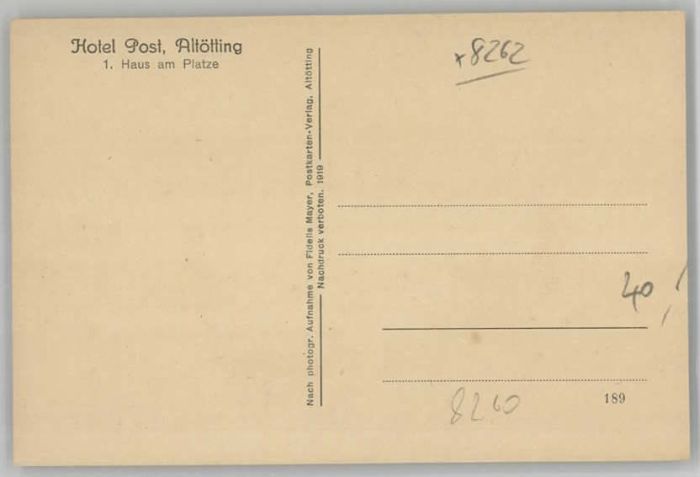 Hotel Post, Altötting
1. Haus am Platze
Nach photogr. Aufnahme von Fidelis Mayer, Postkarten-Verlag, Altötting
Nachdruck verboten. 1919
x8262
40,
8260
189